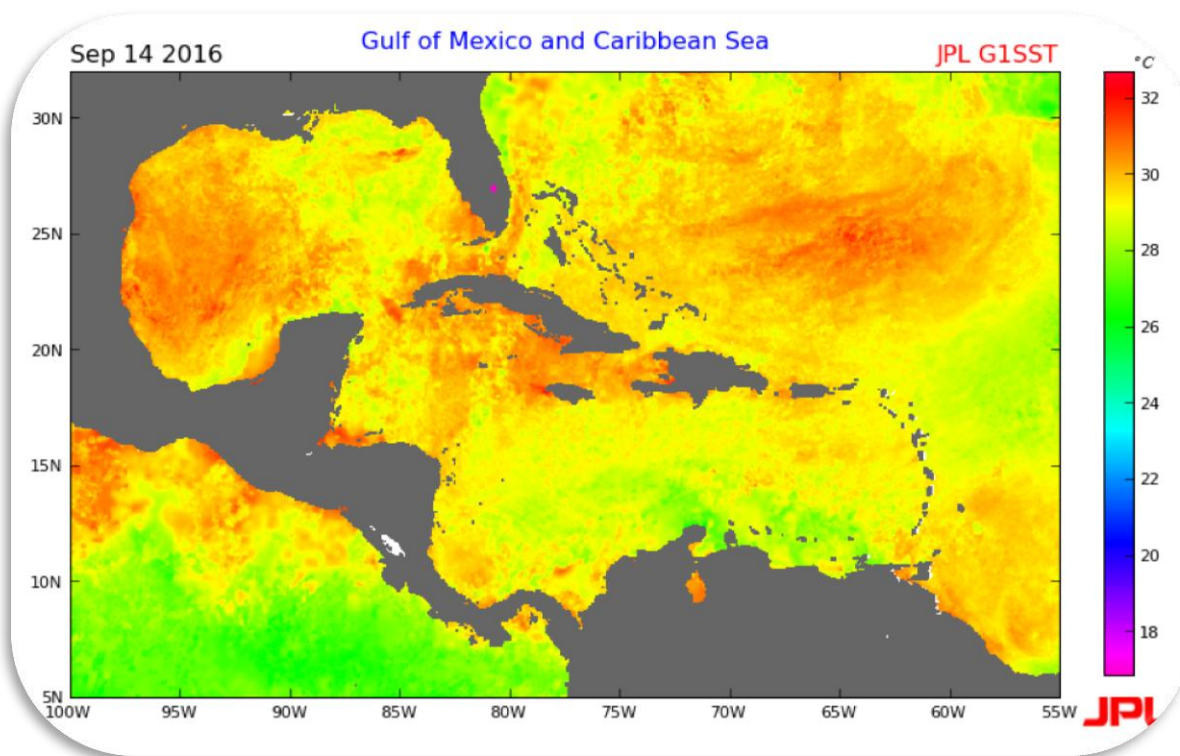 Gulf of Mexico and Caribbean Sea
Sep 14 2016
JPL G1SST
°C
32
30
28
26
24
22
20
18
30N
25N
20N
15N
10N
5N
100W
95W
90W
85W
80W
75W
70W
65W
60W
55W
JPL